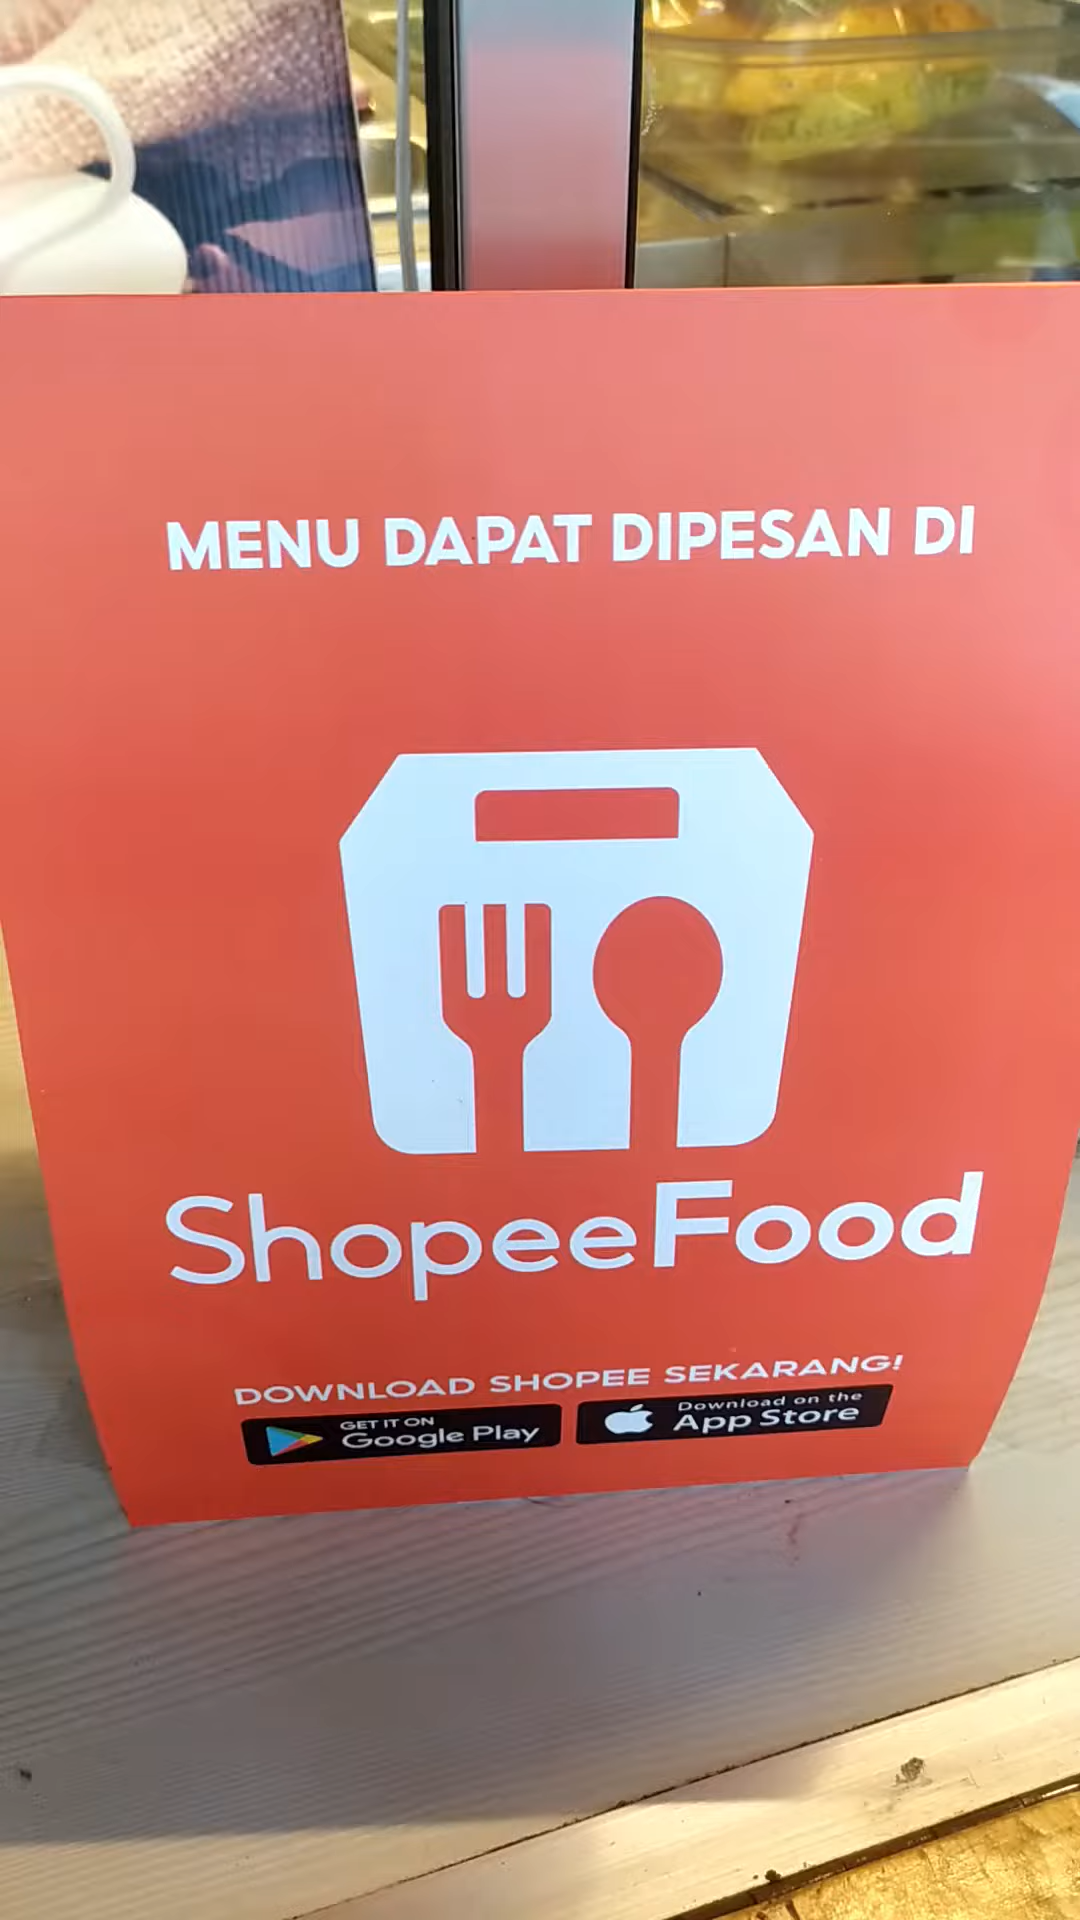 MENU DAPAT DIPESAN DI
ShopeeFood
DOWNLOAD SHOPEE SEKARANG!
GET IT ON
Google Play
Download on the
App Store